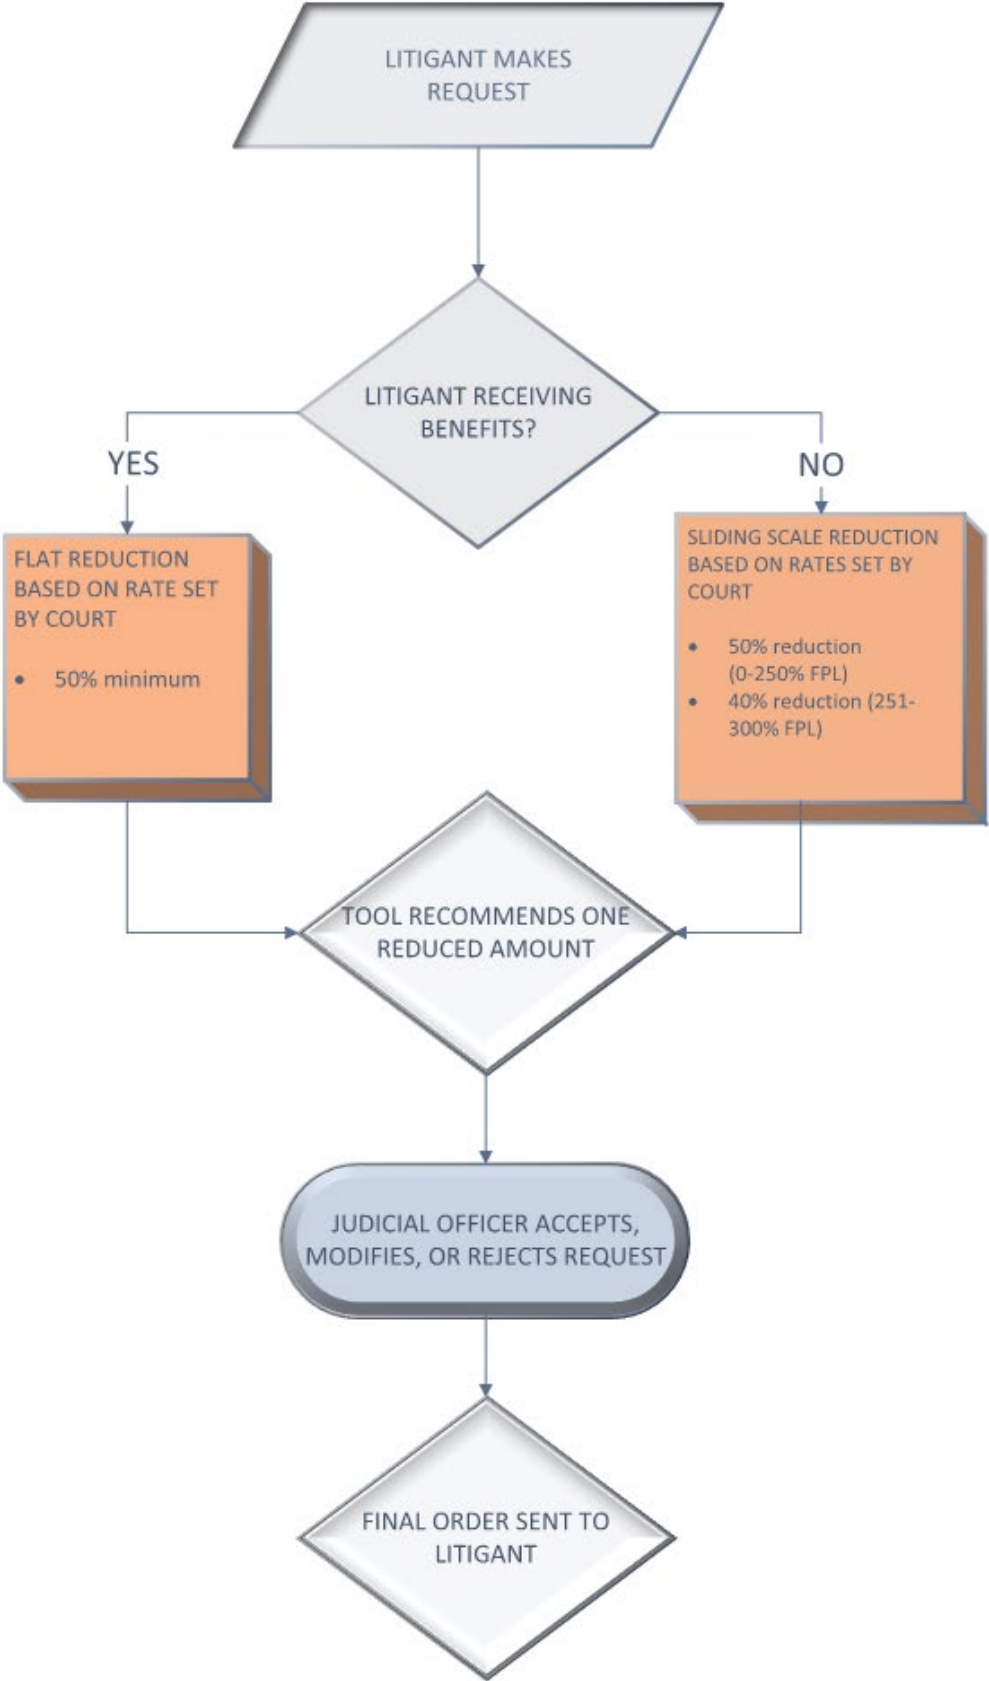 LITIGANT MAKES
REQUEST
LITIGANT RECEIVING
BENEFITS?
YES
NO
FLAT REDUCTION
BASED ON RATE SET
BY COURT
• 50% minimum
SLIDING SCALE REDUCTION
BASED ON RATES SET BY
COURT
• 50% reduction
(0-250% FPL)
• 40% reduction (251-
300% FPL)
TOOL RECOMMENDS ONE
REDUCED AMOUNT
JUDICIAL OFFICER ACCEPTS,
MODIFIES, OR REJECTS REQUEST
FINAL ORDER SENT TO
LITIGANT